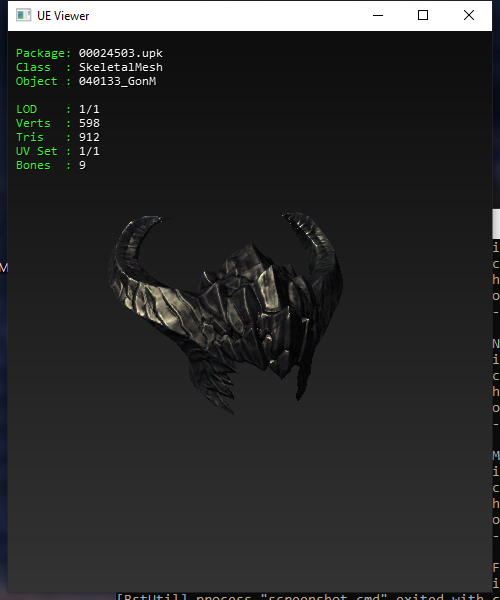 UE Viewer
Package: 00024503.upk
Class  : SkeletalMesh
Object : 040133_GonM
LOD    : 1/1
Verts  : 598
Tris   : 912
UV Set : 1/1
Bones  : 9
M
i
c
h
o
-
N
i
c
h
o
-
M
i
c
h
o
-
F
i
[BstUtil] process "screenshot.cmd" exited with c